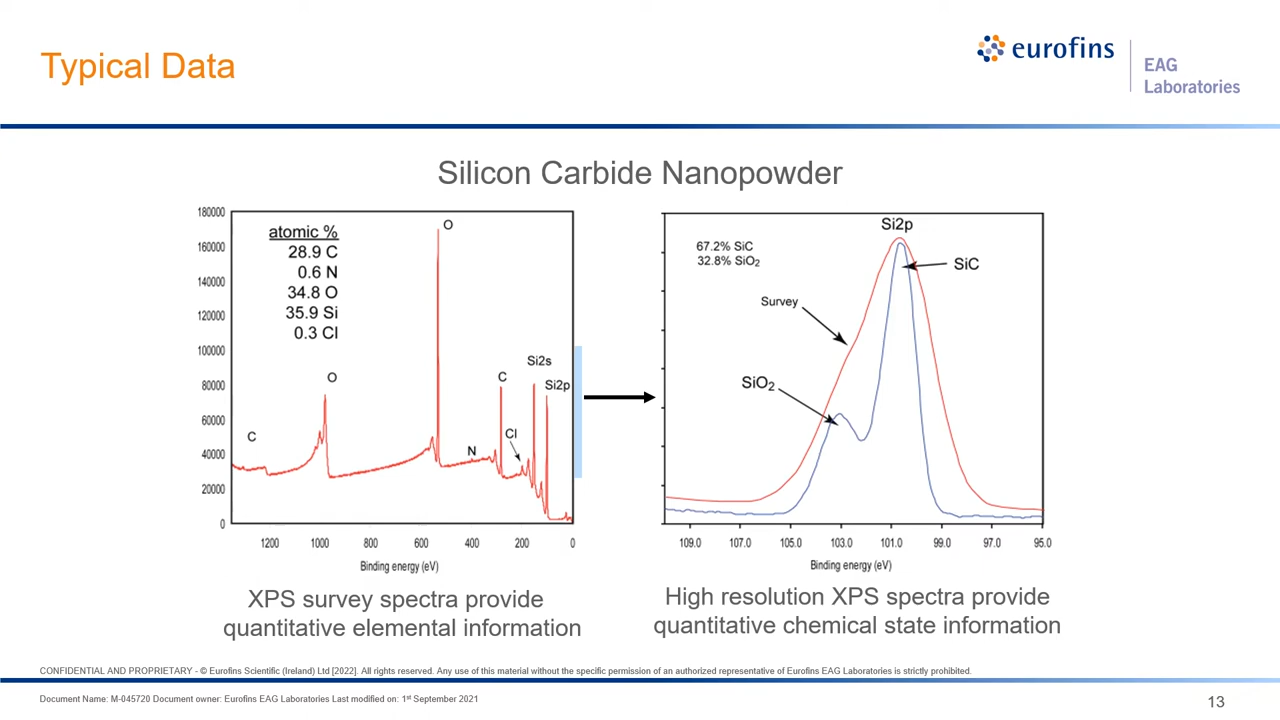 Typical Data
eurofins
EAG
Laboratories
Silicon Carbide Nanopowder
180000
160000
140000
120000
100000
80000
60000
40000
20000
0
atomic %
28.9 C
0.6 N
34.8 O
35.9 Si
0.3 Cl
C
O
O
N
C
Cl
Si2s
Si2p
1200 1000 800 600 400 200 0
Binding energy (eV)
Si2p
67.2% SiC
32.8% SiO₂
SiC
Survey
SiO₂
109.0 107.0 105.0 103.0 101.0 99.0 97.0 95.0
Binding energy (eV)
XPS survey spectra provide
quantitative elemental information
High resolution XPS spectra provide
quantitative chemical state information
CONFIDENTIAL AND PROPRIETARY - © Eurofins Scientific (Ireland) Ltd [2022]. All rights reserved. Any use of this material without the specific permission of an authorized representative of Eurofins EAG Laboratories is strictly prohibited.
Document Name: M-045720 Document owner: Eurofins EAG Laboratories Last modified on: 1st September 2021
13